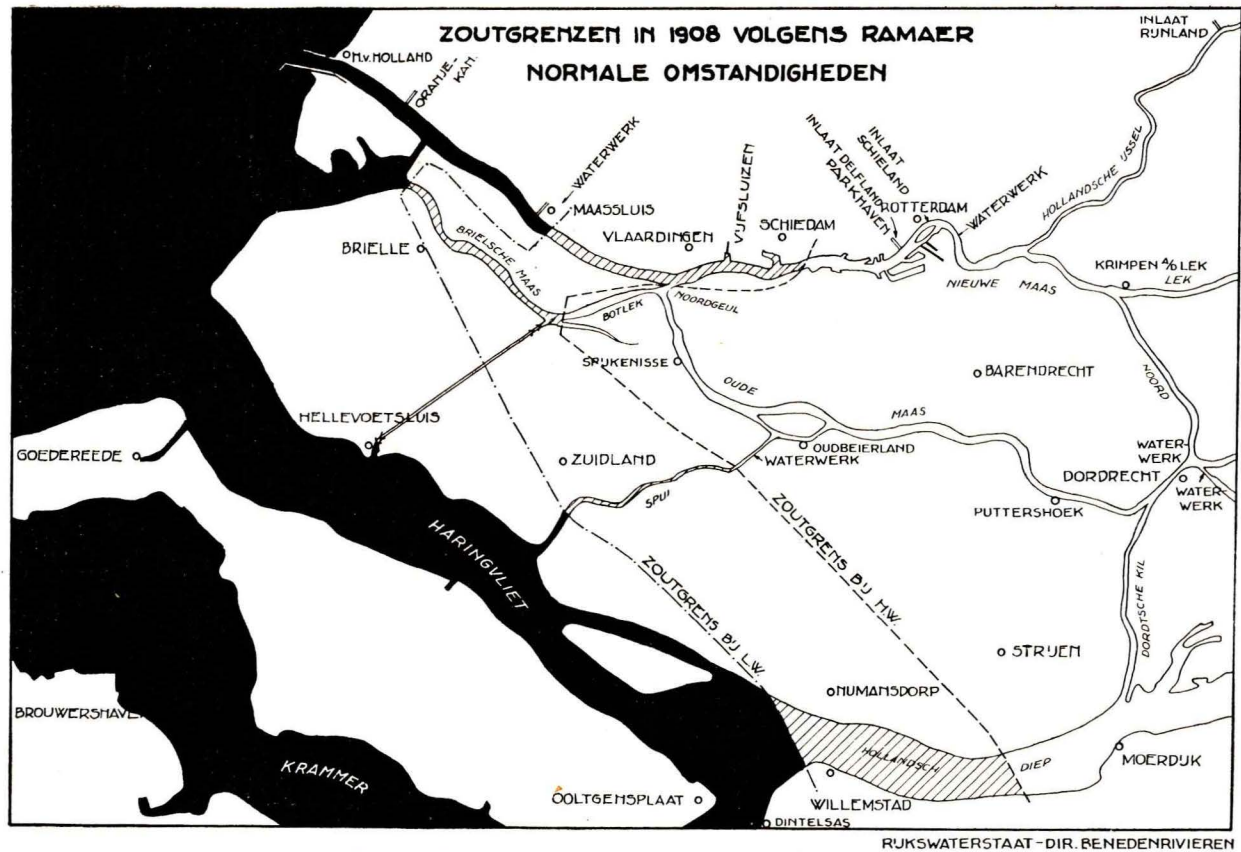 ZOUTGRENZEN IN 1908 VOLGENS RAMAER
NORMALE OMSTANDIGHEDEN
INLAAT
RIJNLAND
H.v.HOLLAND
ORANJE-
KAN.
WATERWERK
MAASSLUIS
VLAARDINGEN
VIJFSLUIZEN
SCHIEDAM
INLAAT DELFLAND
PARKHAVEN
INLAAT
SCHIELAND
ROTTERDAM
WATERWERK
HOLLANDSCHE IJSSEL
BRIELLE
BRIELSCHE MAAS
BOTLEK
NOORDGEUL
NIEUWE MAAS
KRIMPEN A/D LEK
LEK
SPIJKENISSE
OUDE MAAS
BARENDRECHT
NOORD
HELLEVOETSLUIS
GOEDEREEDE
ZUIDLAND
OUDBEIERLAND
WATERWERK
SPUI
WATER-
WERK
DORDRECHT
WATER-
WERK
PUTTERSHOEK
HARINGVLIET
ZOUTGRENS BIJ L.W.
ZOUTGRENS BIJ H.W.
DORDTSCHE KIL
STRIJEN
NUMANSDORP
BROUWERSHAVEN
KRAMMER
HOLLANDSCH DIEP
MOERDIJK
OOLTGENSPLAAT
WILLEMSTAD
DINTELSAS
RIJKSWATERSTAAT-DIR. BENEDENRIVIEREN